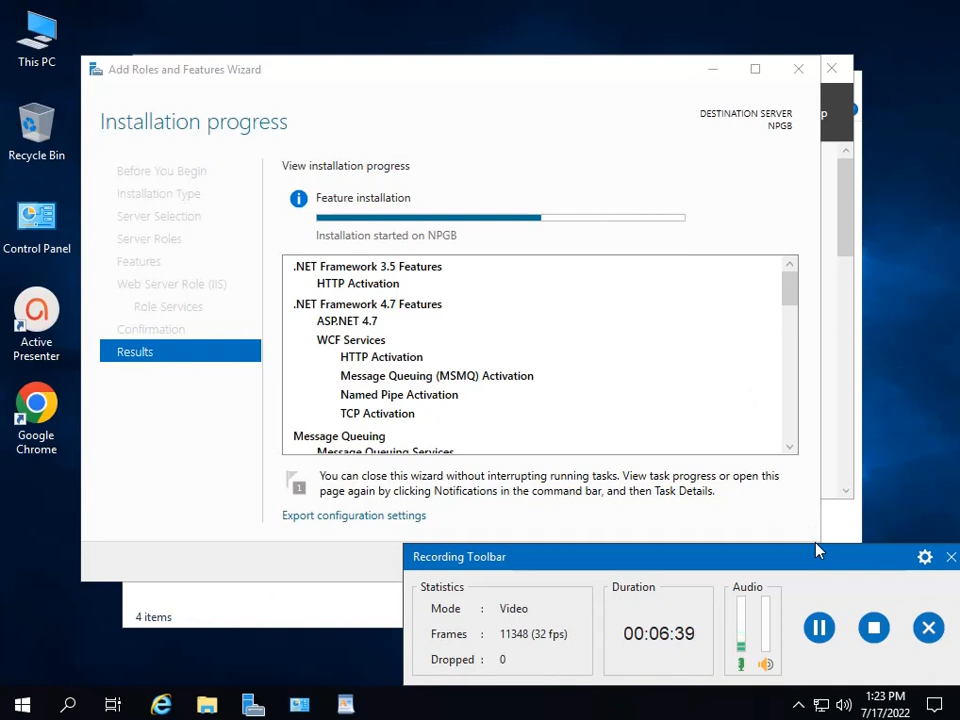 This PC
Recycle Bin
Control Panel
Active
Presenter
Google
Chrome
Add Roles and Features Wizard
Installation progress
DESTINATION SERVER
NPGB
p
Before You Begin
Installation Type
Server Selection
Server Roles
Features
Web Server Role (IIS)
Role Services
Confirmation
Results
View installation progress
Feature installation
Installation started on NPGB
.NET Framework 3.5 Features
HTTP Activation
.NET Framework 4.7 Features
ASP.NET 4.7
WCF Services
HTTP Activation
Message Queuing (MSMQ) Activation
Named Pipe Activation
TCP Activation
Message Queuing
Message Queuing Services
1
You can close this wizard without interrupting running tasks. View task progress or open this
page again by clicking Notifications in the command bar, and then Task Details.
Export configuration settings
4 items
Recording Toolbar
Statistics
Mode : Video
Frames : 11348 (32 fps)
Dropped : 0
Duration
00:06:39
Audio
1:23 PM
7/17/2022